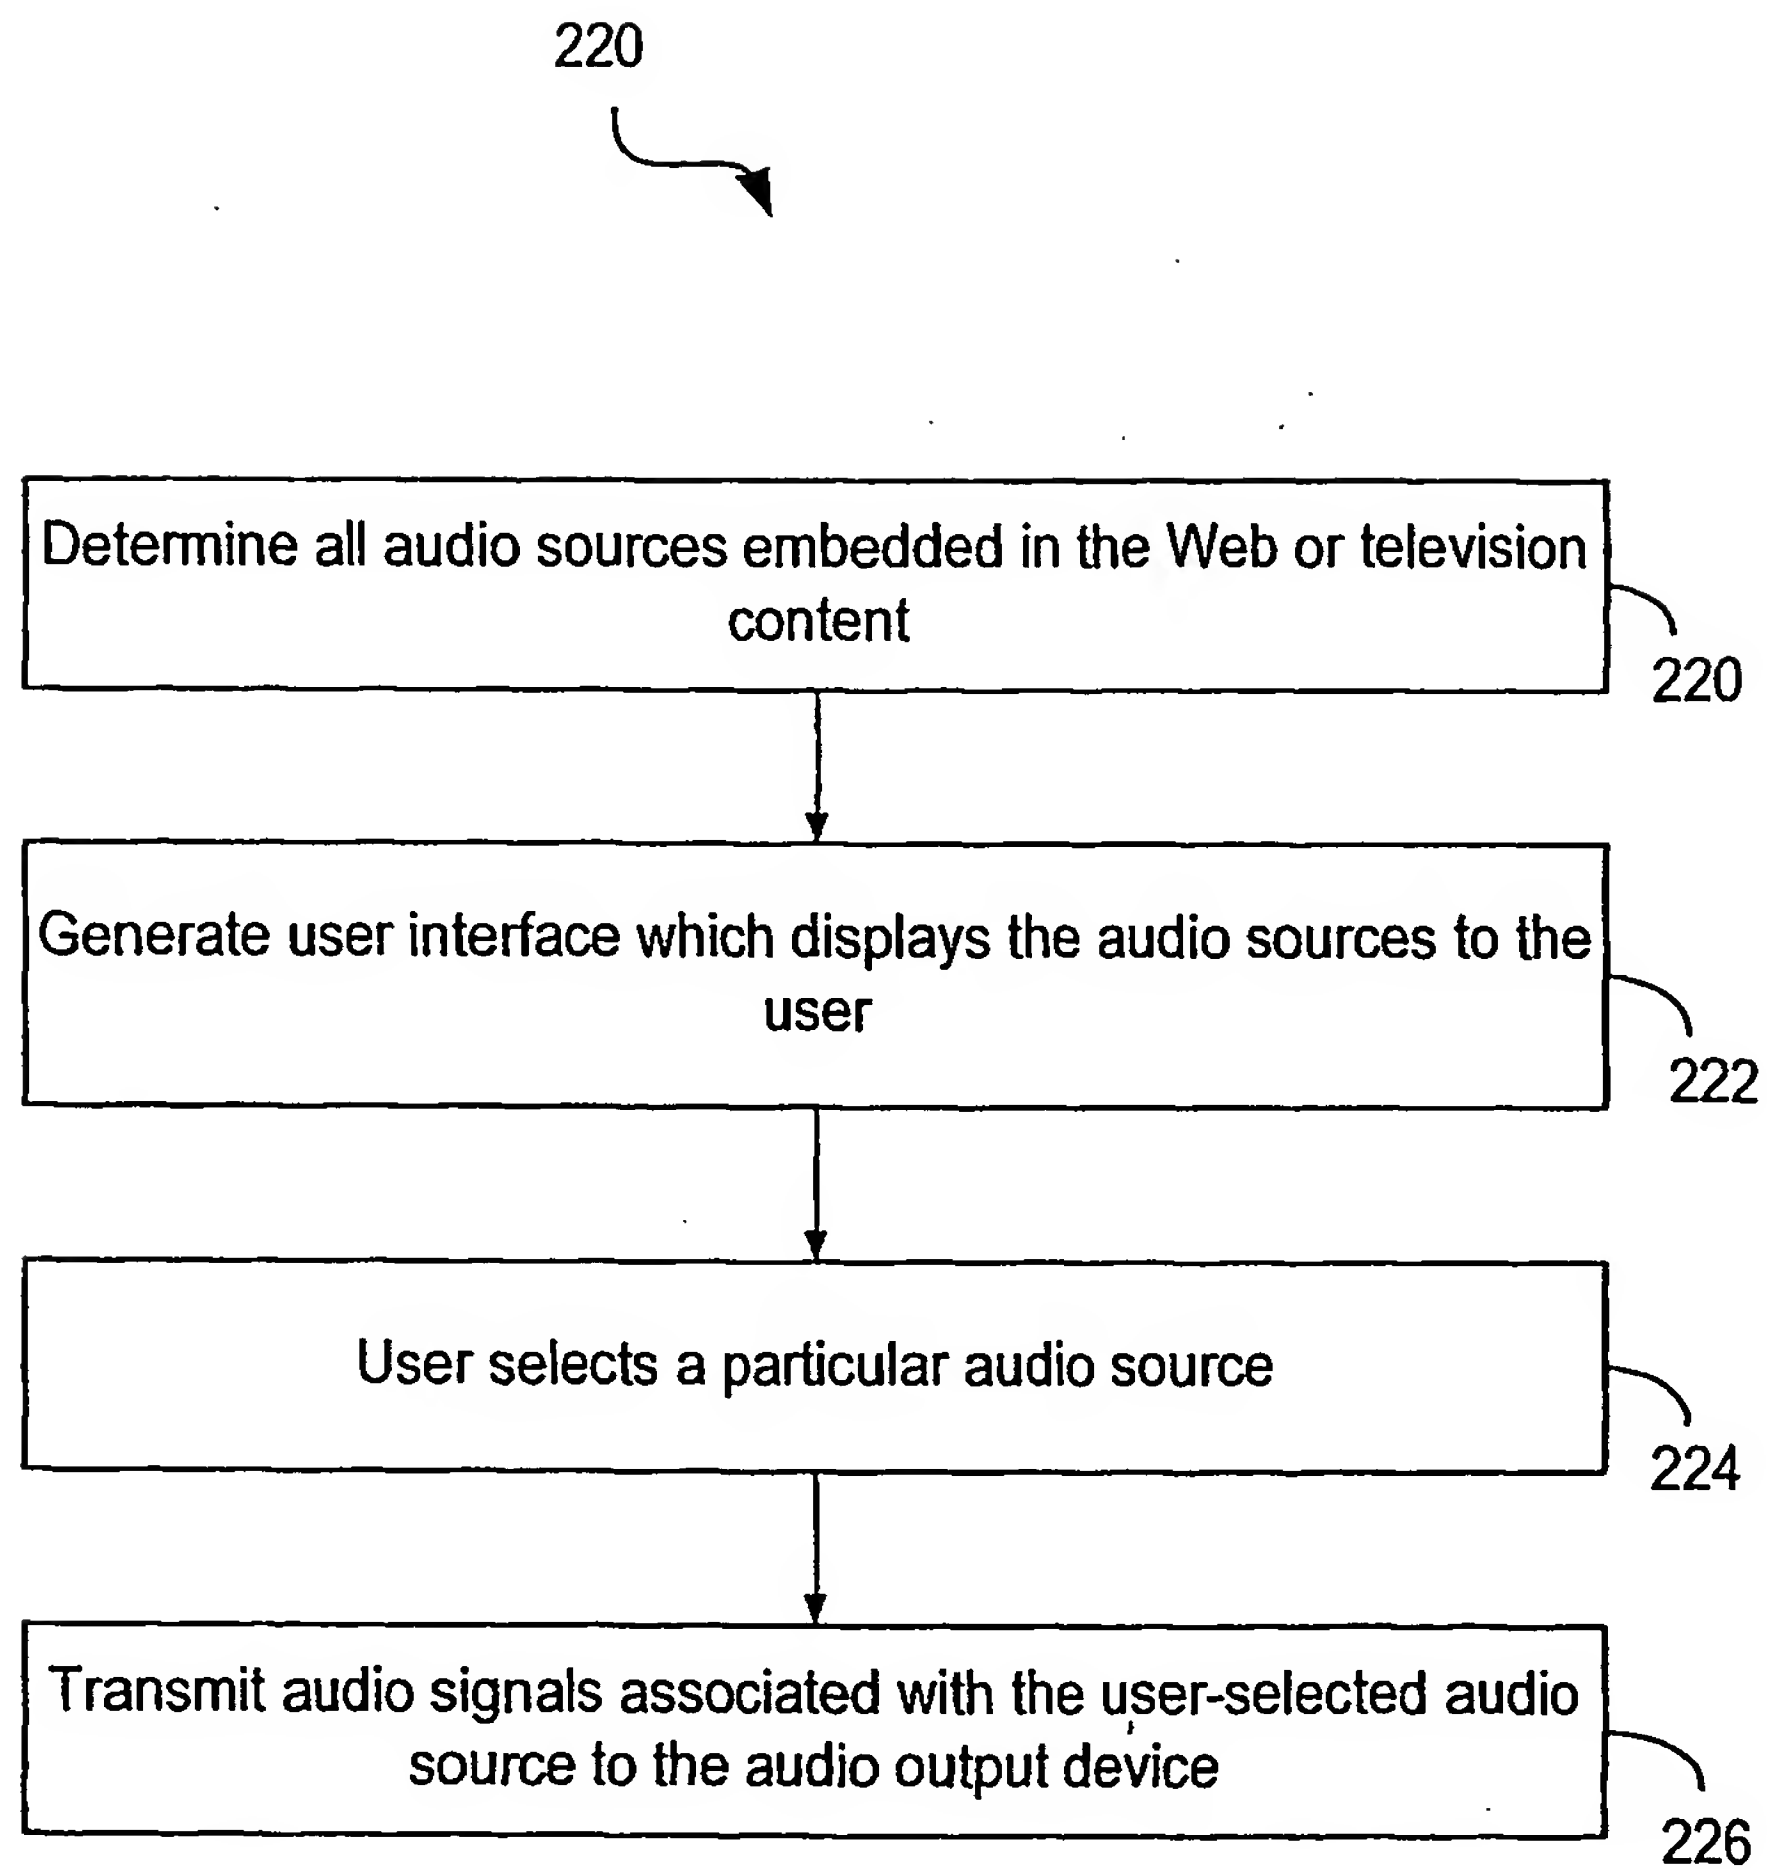 220
Determine all audio sources embedded in the Web or television
content
220
Generate user interface which displays the audio sources to the
user
222
User selects a particular audio source
224
Transmit audio signals associated with the user-selected audio
source to the audio output device
226